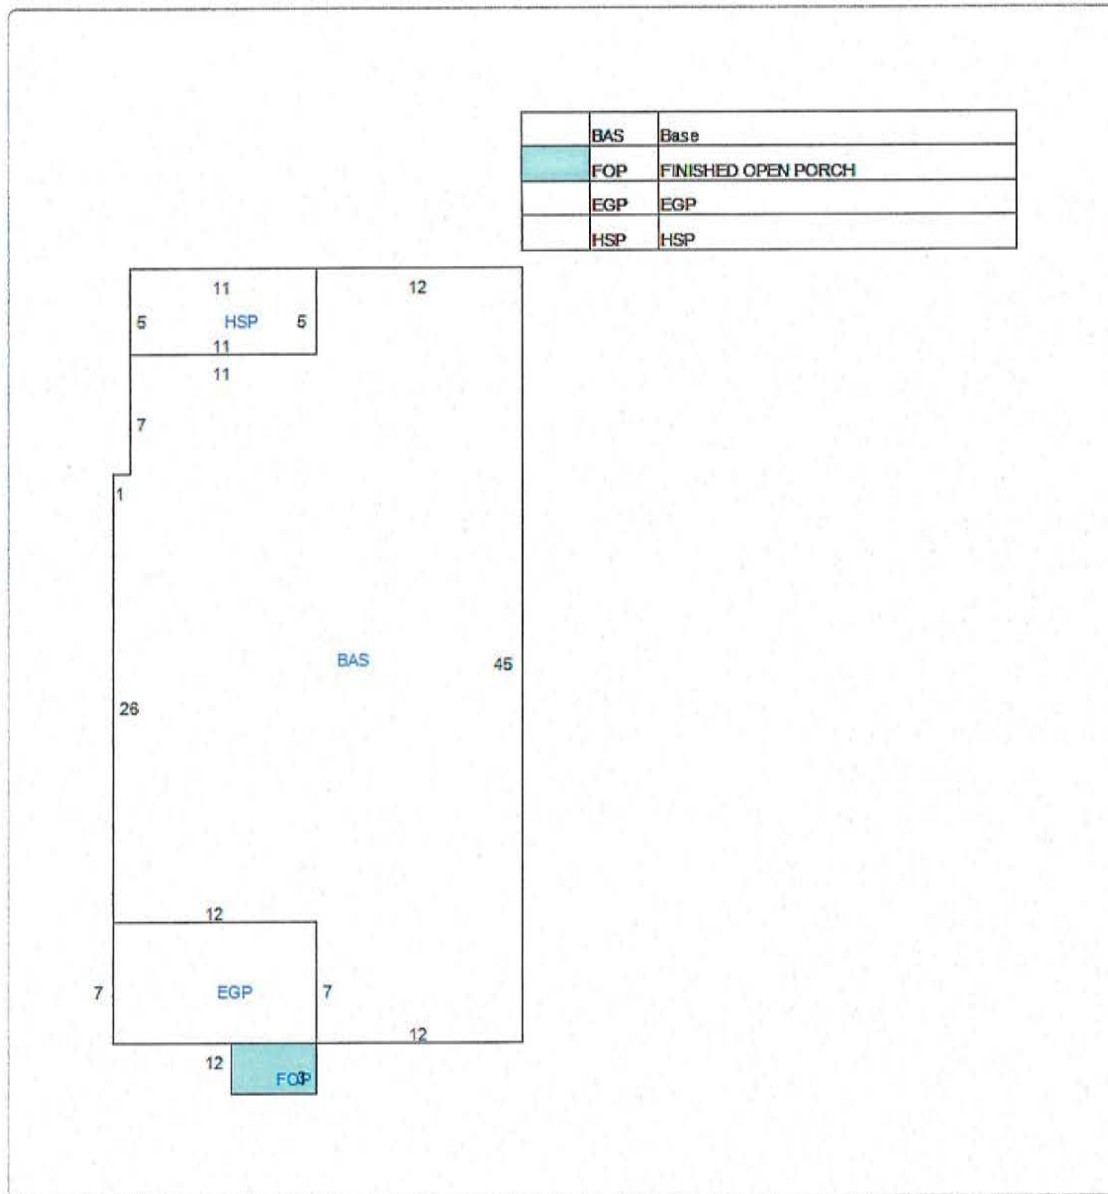 BAS Base
FOP FINISHED OPEN PORCH
EGP EGP
HSP HSP
11 12
5 HSP 5
11
11
7
1
BAS 45
26
12
7 EGP 7
12
12
FOP 3